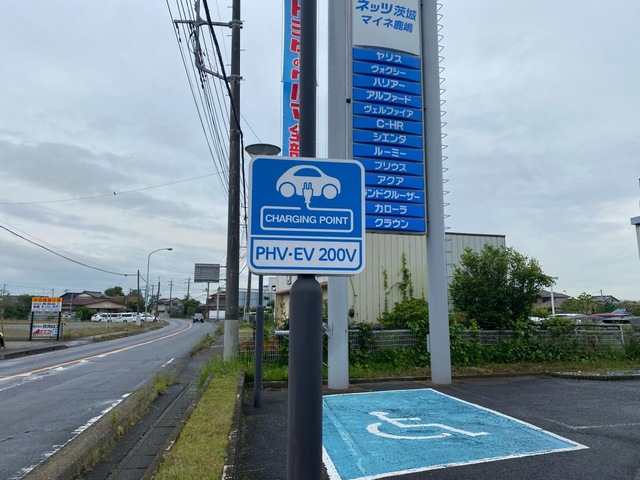 ネッツ茨城
マイネ鹿嶋
ヤリス
ヴォクシー
ハリアー
アルファード
ヴェルファイア
C-HR
シエンタ
ルーミー
プリウス
アクア
ンドクルーザー
カローラ
クラウン
CHARGING POINT
PHV・EV 200V